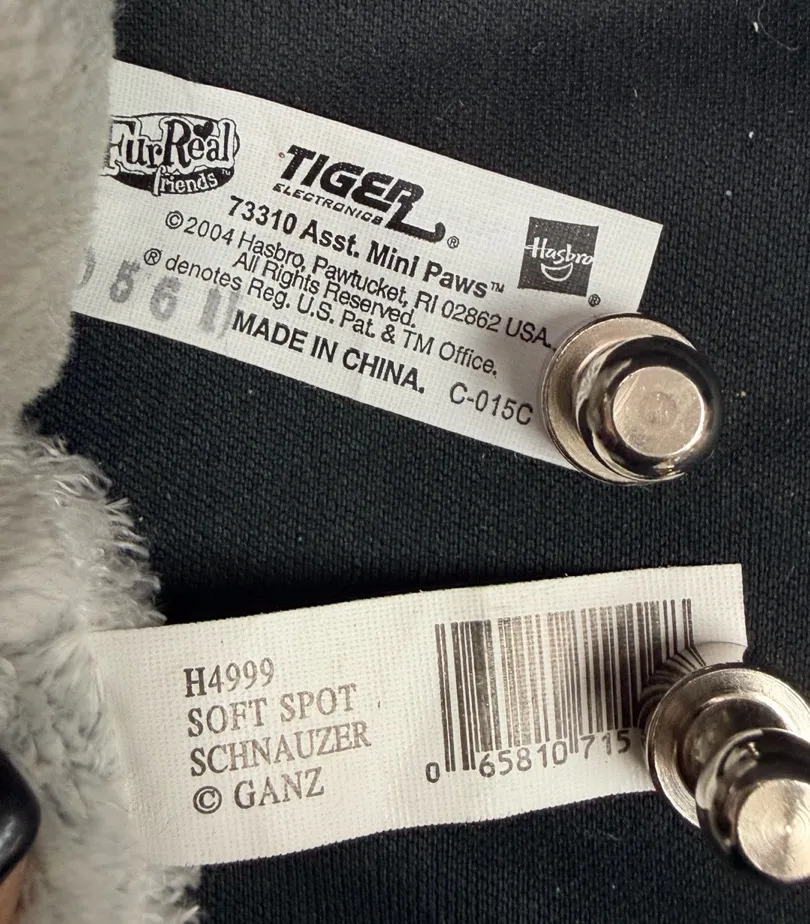 FurReal
friends™
TIGER
ELECTRONICS®
Hasbro®
73310 Asst. Mini Paws™
©2004 Hasbro, Pawtucket, RI 02862 USA.
All Rights Reserved.
® denotes Reg. U.S. Pat. & TM Office.
MADE IN CHINA. C-015C
H4999
SOFT SPOT
SCHNAUZER
© GANZ
0 65810 715